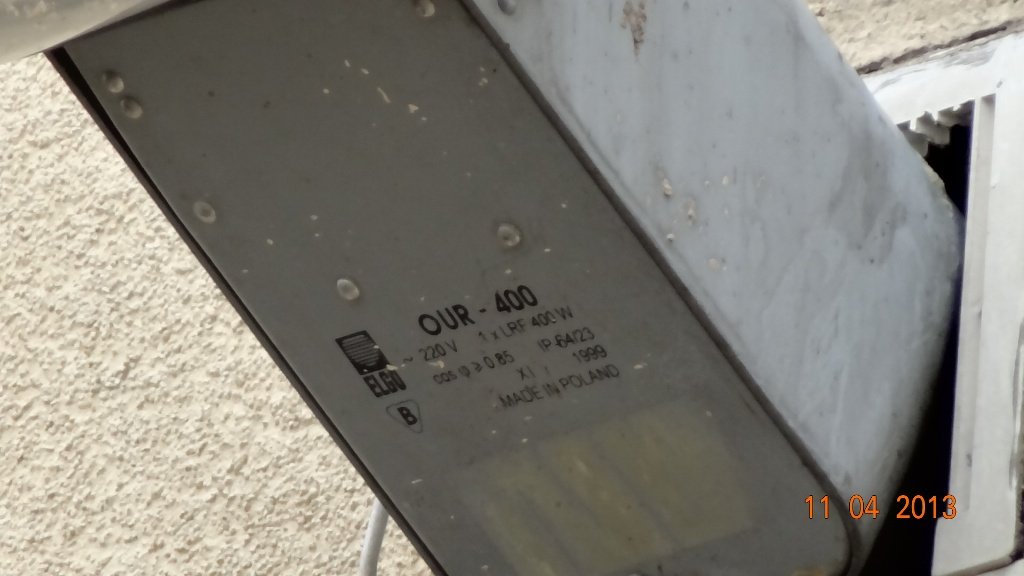 OUR - 400
~ 220 V 1 x LRF 400 W
cos φ ≥ 0.85 IP-64/23
XI 1999
MADE IN POLAND
ELGO
B
11 04 2013